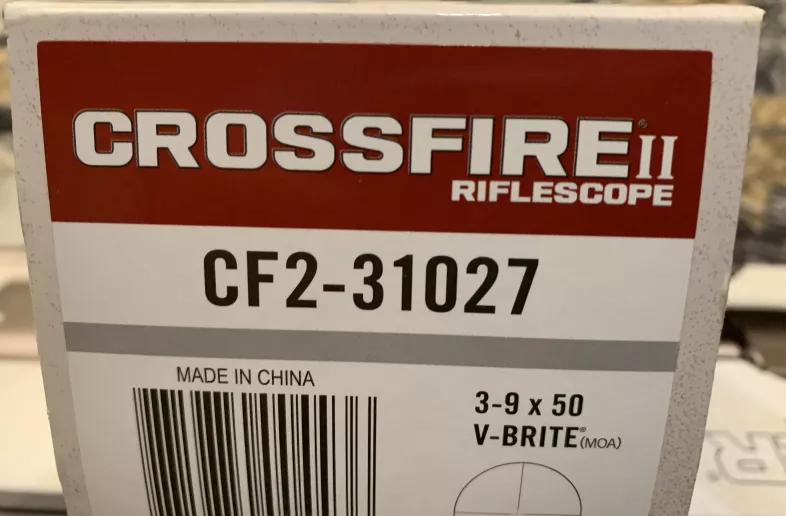 CROSSFIRE® II
RIFLESCOPE
CF2-31027
MADE IN CHINA
3-9 x 50
V-BRITE® (MOA)
R®